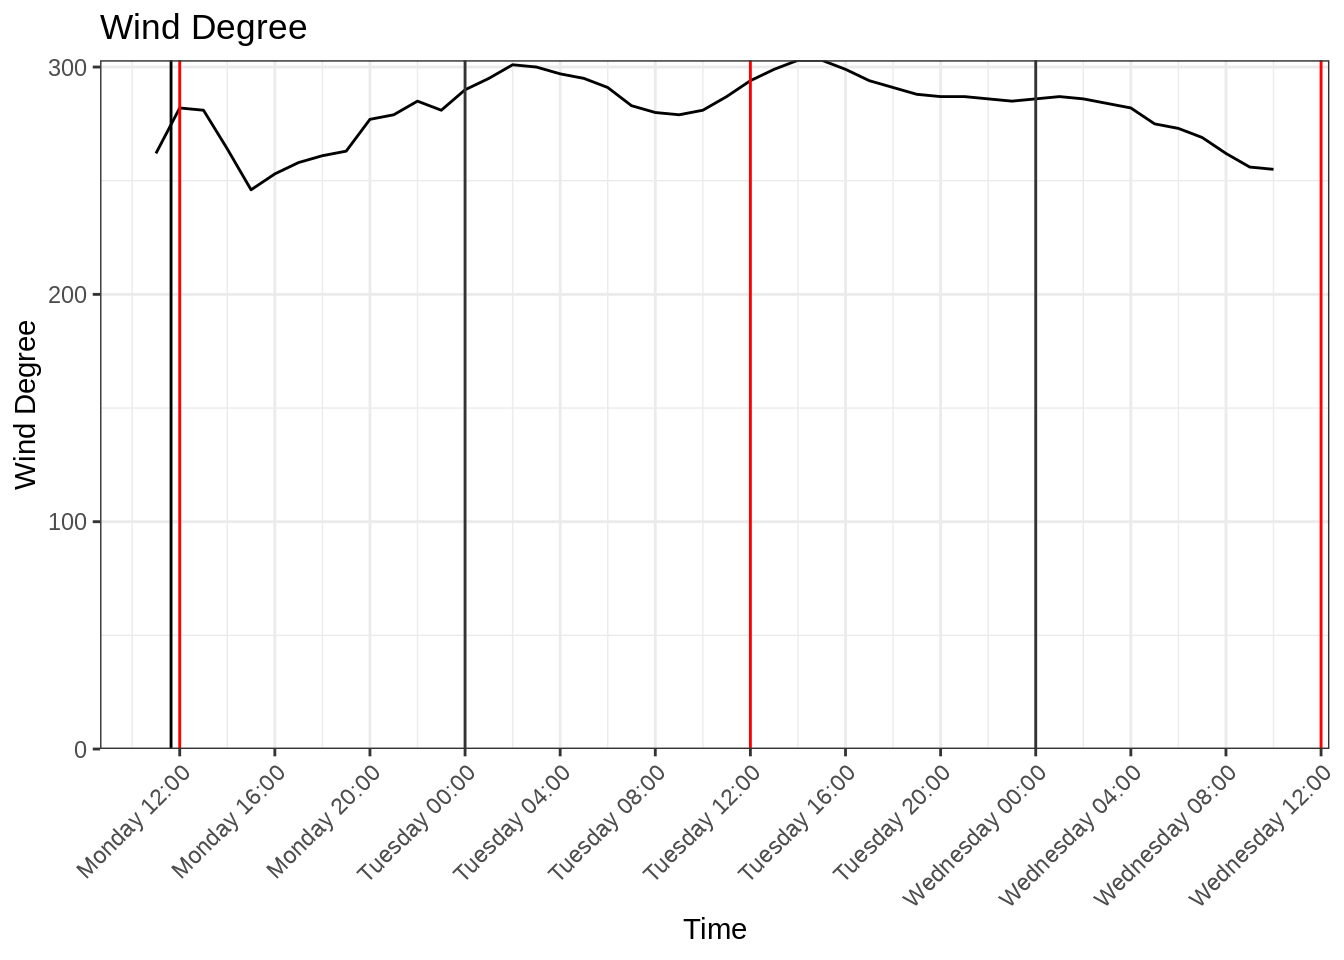 Wind Degree
Wind Degree
300
200
100
0
Monday 12:00
Monday 16:00
Monday 20:00
Tuesday 00:00
Tuesday 04:00
Tuesday 08:00
Tuesday 12:00
Tuesday 16:00
Tuesday 20:00
Wednesday 00:00
Wednesday 04:00
Wednesday 08:00
Wednesday 12:00
Time